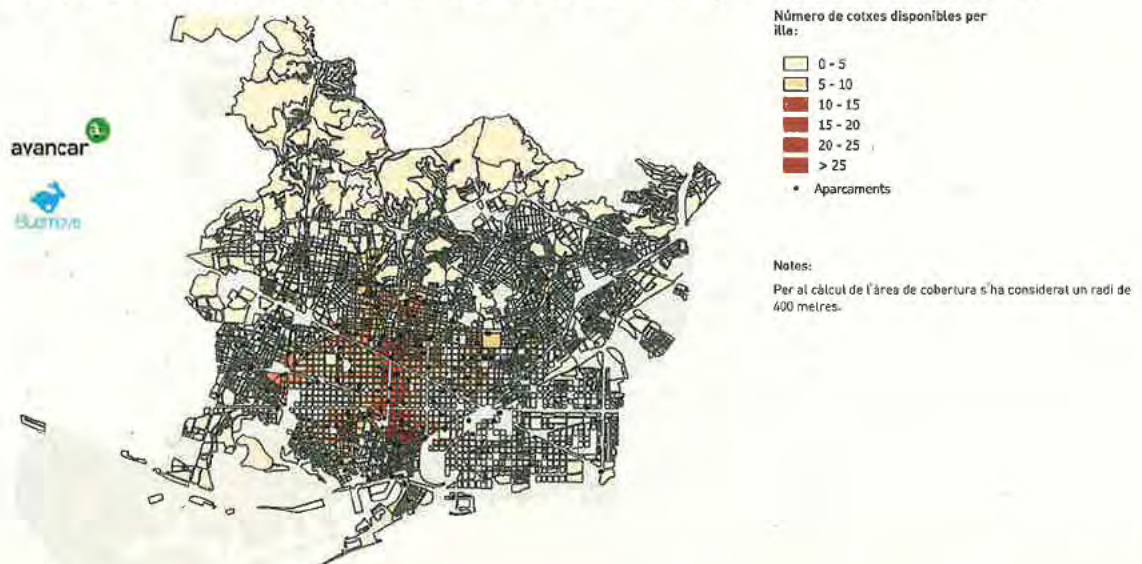 Número de cotxes disponibles per
illa:
0 - 5
5 - 10
10 - 15
15 - 20
20 - 25
> 25
Aparcaments
avancar
a
Bluemove
Notes:
Per al càlcul de l'àrea de cobertura s'ha considerat un radi de
400 metres.